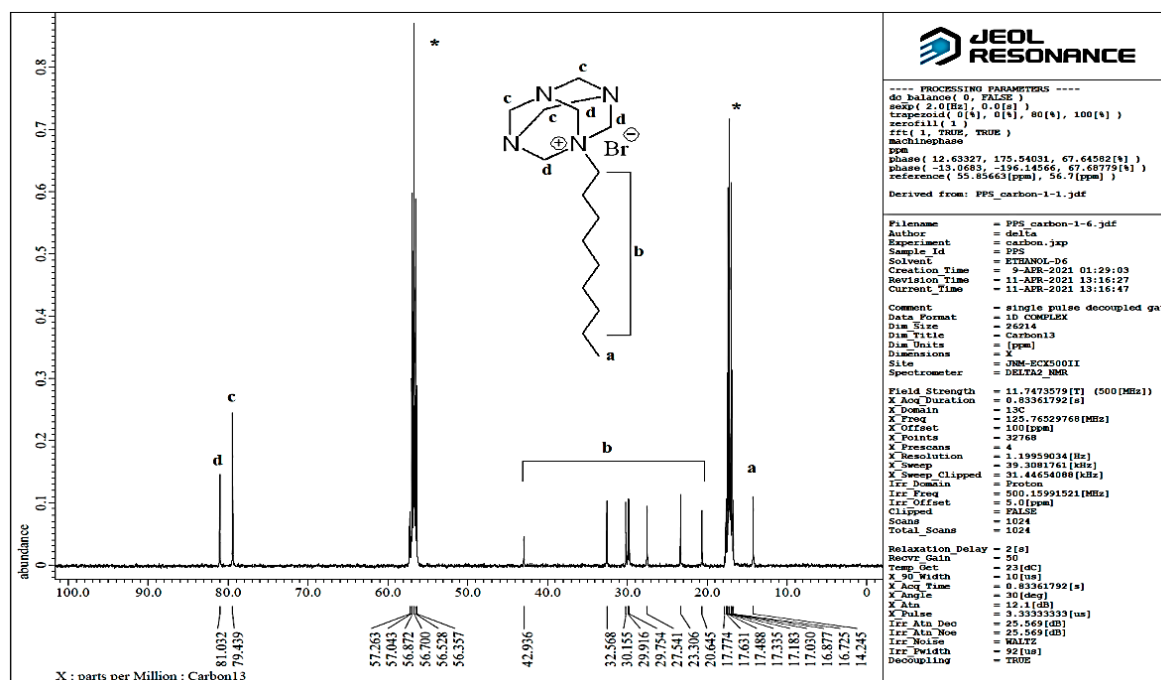 JEOL
RESONANCE
---- PROCESSING PARAMETERS ----
dc_balance( 0, FALSE )
sexp( 2.0[Hz], 0.0[s] )
trapezoid( 0[%], 0[%], 80[%], 100[%] )
zerofill( 1 )
fft( 1, TRUE, TRUE )
machinephase
ppm
phase( 12.63327, 175.54031, 67.64582[%] )
phase( -13.0683, -196.14566, 67.68779[%] )
reference( 55.85663[ppm], 56.7[ppm] )
Derived from: PPS_carbon-1-1.jdf
Filename = PPS_carbon-1-6.jdf
Author = delta
Experiment = carbon.jxp
Sample_Id = PPS
Solvent = ETHANOL-D6
Creation_Time = 9-APR-2021 01:29:03
Revision_Time = 11-APR-2021 13:16:27
Current_Time = 11-APR-2021 13:16:47
Comment = single pulse decoupled ga
Data_Format = 1D COMPLEX
Dim_Size = 26214
Dim_Title = Carbon13
Dim_Units = [ppm]
Dimensions = X
Site = JNM-ECX500II
Spectrometer = DELTA2_NMR
Field_Strength = 11.7473579[T] (500[MHz])
X_Acq_Duration = 0.83361792[s]
X_Domain = 13C
X_Freq = 125.76529768[MHz]
X_Offset = 100[ppm]
X_Points = 32768
X_Prescans = 4
X_Resolution = 1.19959034[Hz]
X_Sweep = 39.3081761[kHz]
X_Sweep_Clipped = 31.44654088[kHz]
Irr_Domain = Proton
Irr_Freq = 500.15991521[MHz]
Irr_Offset = 5.0[ppm]
Clipped = FALSE
Scans = 1024
Total_Scans = 1024
Relaxation_Delay = 2[s]
Recvr_Gain = 50
Temp_Get = 23[dC]
X_90_Width = 10[us]
X_Acq_Time = 0.83361792[s]
X_Angle = 30[deg]
X_Atn = 12.1[dB]
X_Pulse = 3.33333333[us]
Irr_Atn_Dec = 25.569[dB]
Irr_Atn_Noe = 25.569[dB]
Irr_Noise = WALTZ
Irr_Pwidth = 92[us]
Decoupling = TRUE
abundance
0.8
0.7
0.6
0.5
0.4
0.3
0.2
0.1
0
*
*
c
c
N
N
d
c
d
N
⊕
N
Br
⊖
d
b
a
c
d
b
a
100.0 90.0 80.0 70.0 60.0 50.0 40.0 30.0 20.0 10.0 0
81.032
79.439
57.263
57.043
56.872
56.700
56.528
56.357
42.936
32.568
30.155
29.916
29.754
27.541
23.306
20.645
17.774
17.631
17.488
17.335
17.183
17.030
16.877
16.725
14.245
X : parts per Million : Carbon13